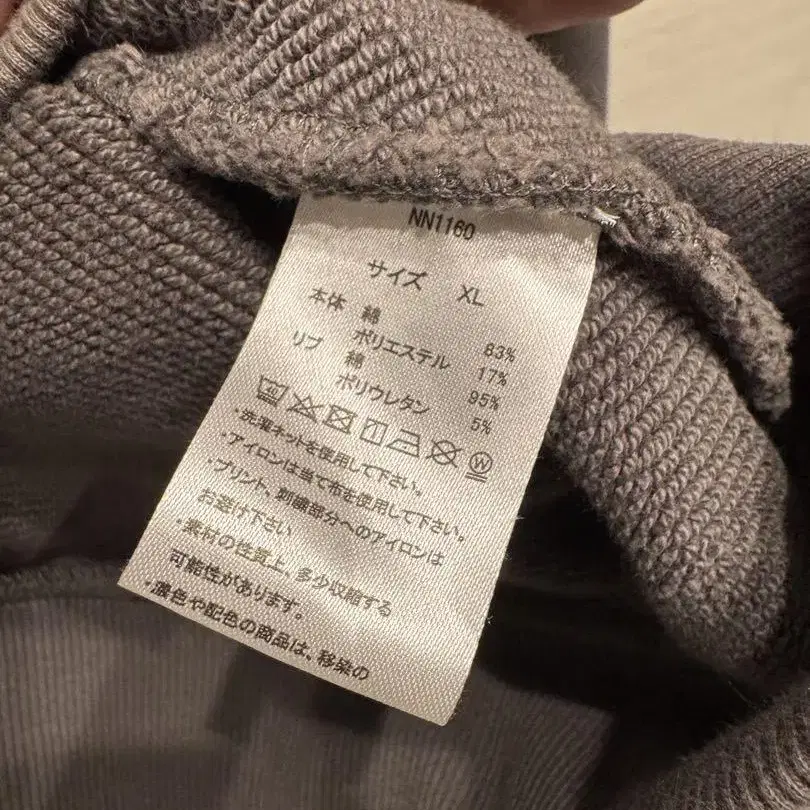 NN1160
サイズ XL
本体 綿 83%
ポリエステル 17%
リブ 綿 95%
ポリウレタン 5%
・洗濯ネットを使用して下さい。
・アイロンは当て布を使用して下さい。
・プリント、刺繍部分へのアイロンは
お避け下さい
・素材の性質上、多少収縮する
可能性があります。
・濃色や配色の商品は、移染の